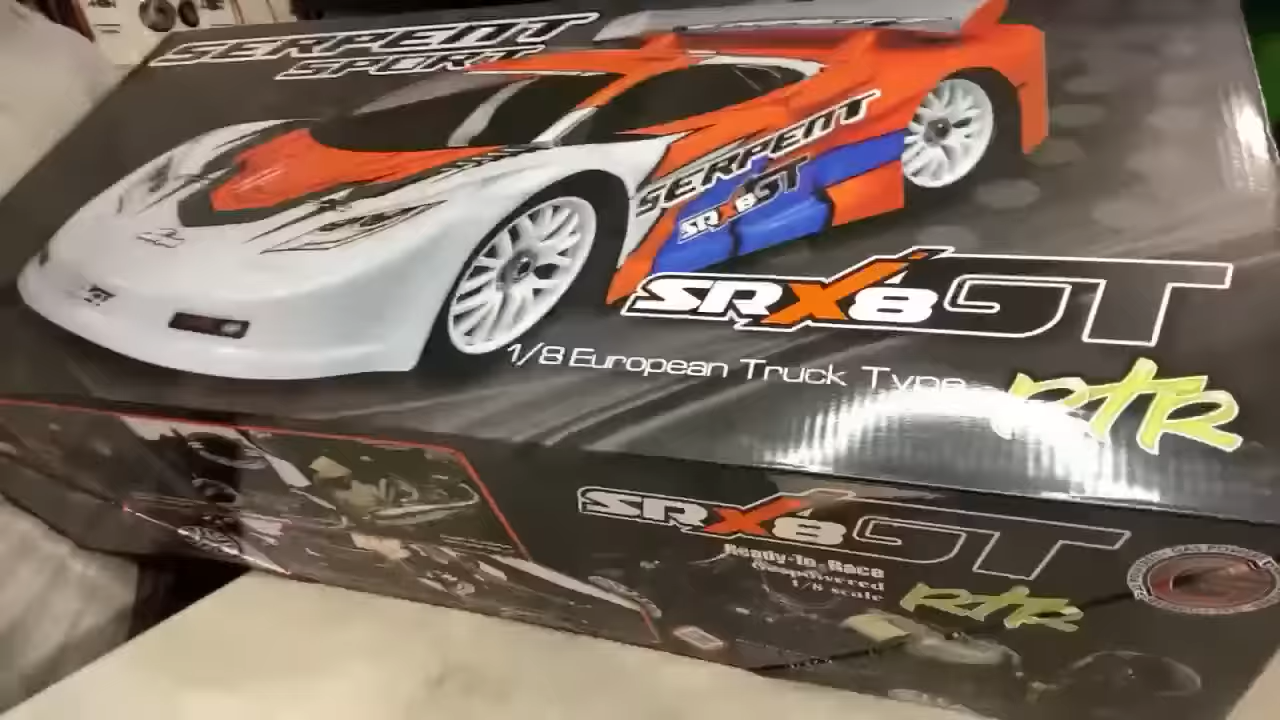 SERPENT
SPORT
SERPENT
SRX8GT
SRX8GT
1/8 European Truck Type
RTR
SRX8GT
Ready-To-Race
Gaspowered
1/8 scale
RTR